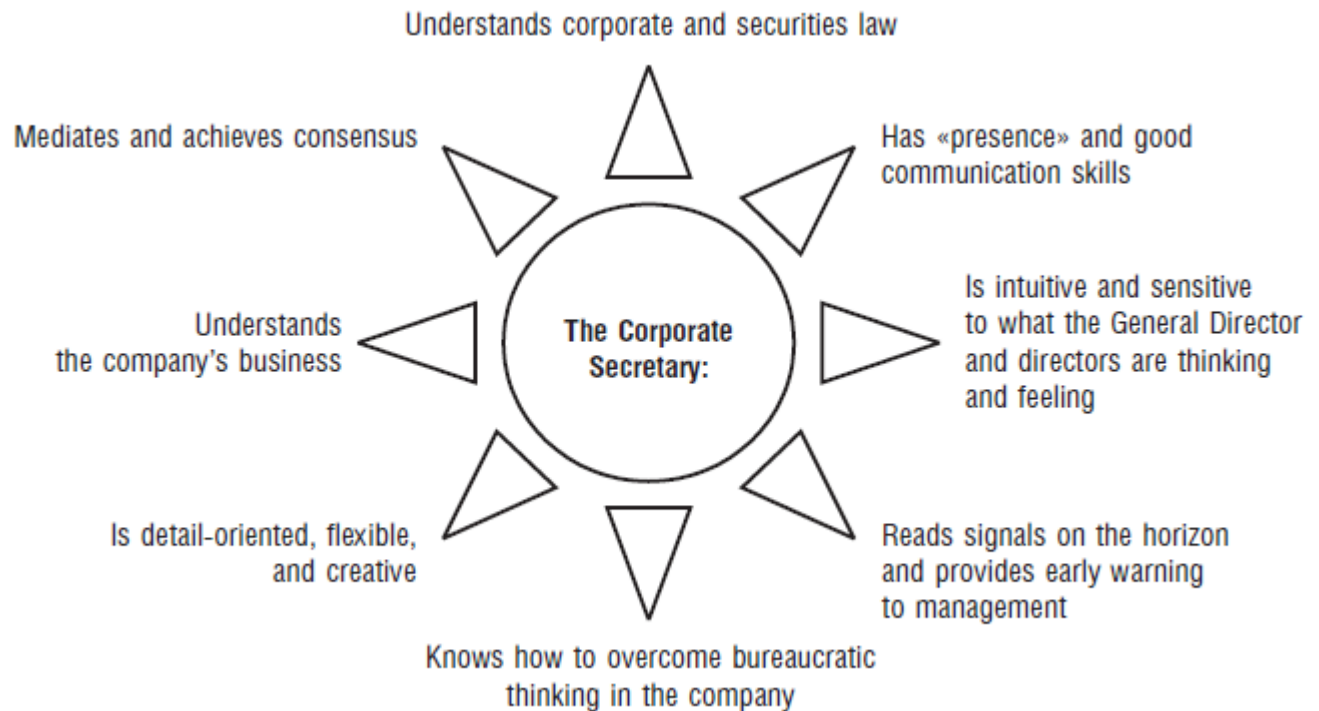 Understands corporate and securities law
Mediates and achieves consensus
Has «presence» and good
communication skills
Understands
the company's business
The Corporate
Secretary:
Is intuitive and sensitive
to what the General Director
and directors are thinking
and feeling
Is detail-oriented, flexible,
and creative
Reads signals on the horizon
and provides early warning
to management
Knows how to overcome bureaucratic
thinking in the company